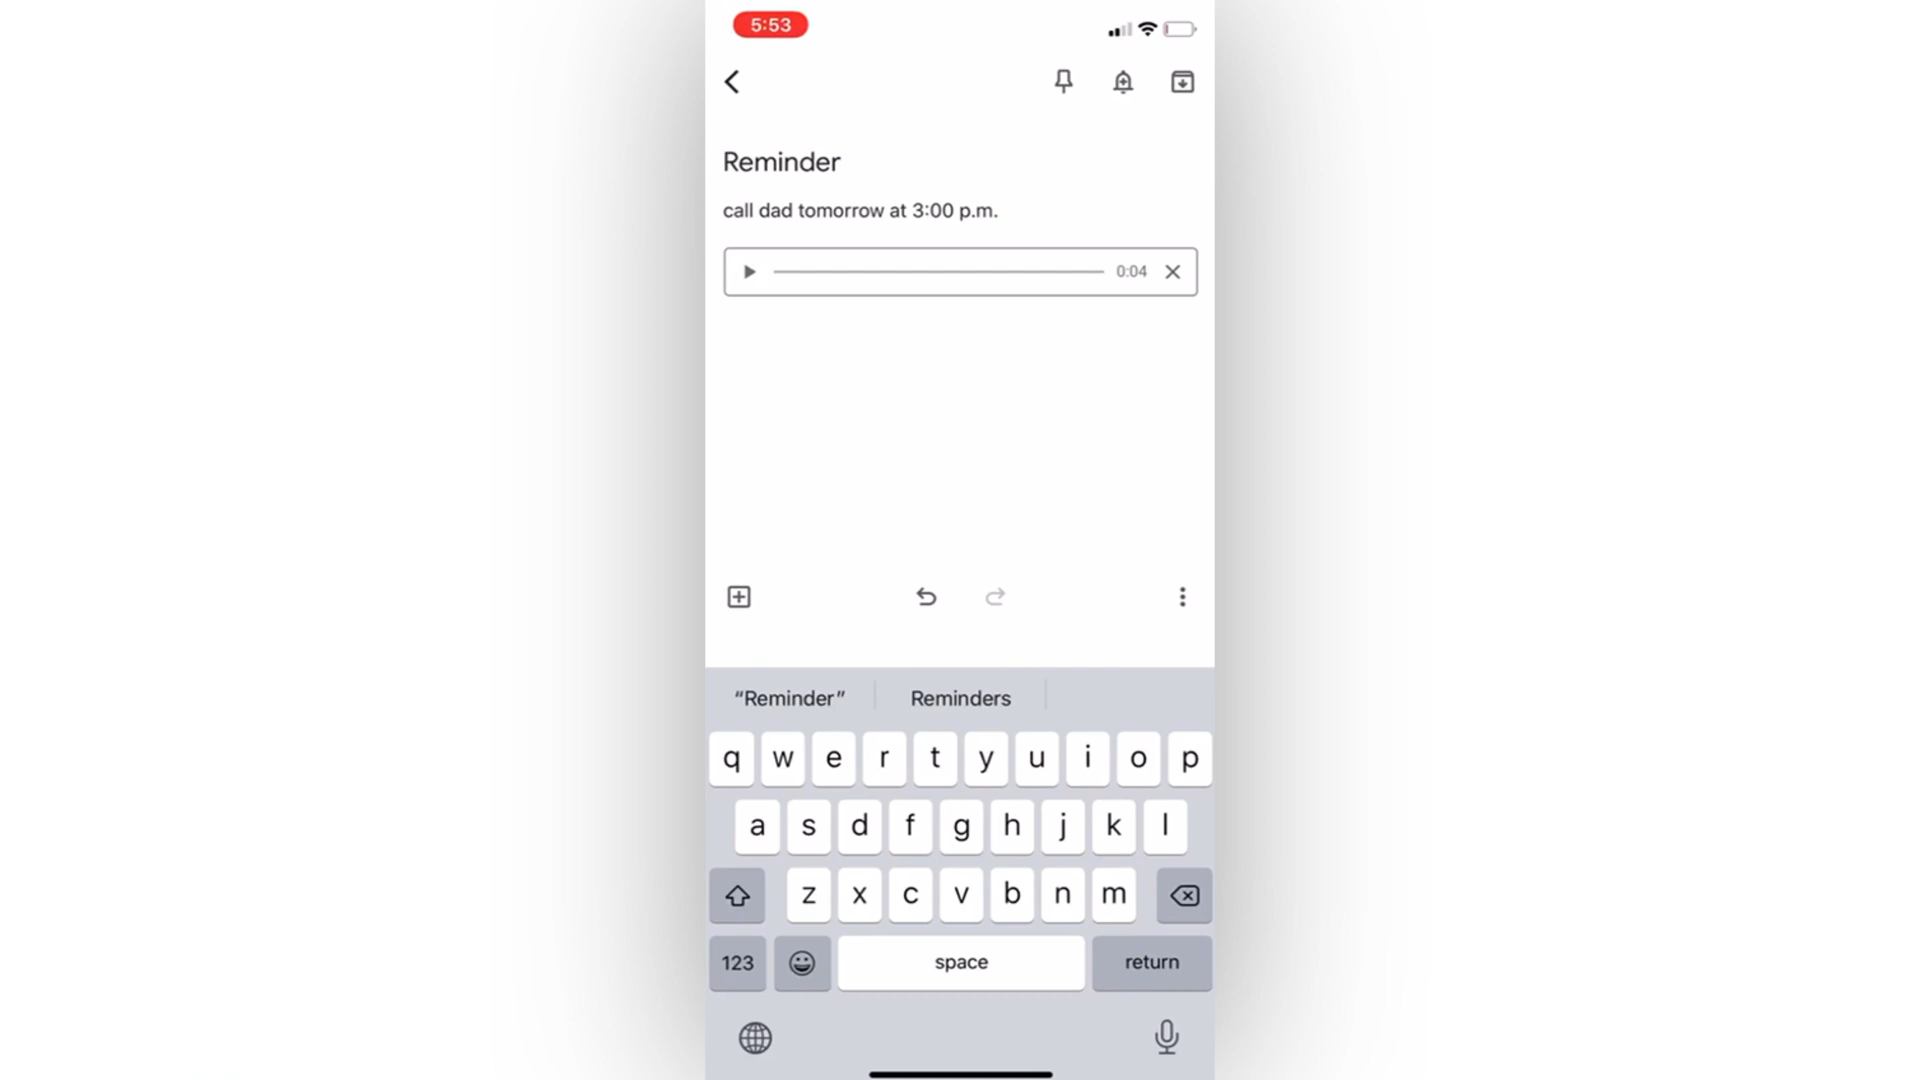 5:53
Reminder
call dad tomorrow at 3:00 p.m.
0:04
“Reminder” Reminders
q w e r t y u i o p
a s d f g h j k l
z x c v b n m
123 space return